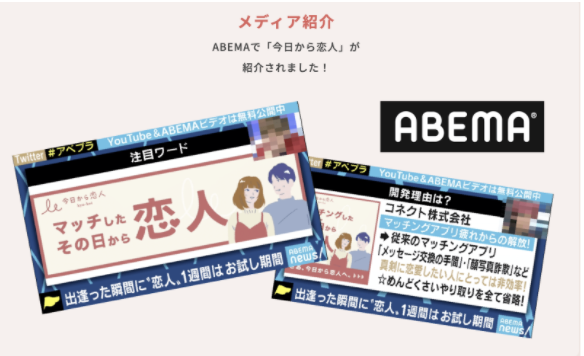 メディア紹介
ABEMAで「今日から恋人」が
紹介されました！
ABEMA®
Twitter #アベプラ YouTube＆ABEMAビデオは無料公開中
注目ワード
今日から恋人
マッチした
その日から恋人
ABEMA
news
出逢った瞬間に"恋人"。1週間はお試し期間
Twitter #アベプラ YouTube＆ABEMAビデオは無料公開中
開発理由は？
コネクト株式会社
マッチングアプリ疲れからの解放！
➡従来のマッチングアプリ
「メッセージ交換の手間」・「顔写真詐欺」など
真剣に恋愛したい人にとっては非効率！
☆めんどくさいやり取りを全て省略！
ABEMA
news
出逢った瞬間に"恋人"。1週間はお試し期間